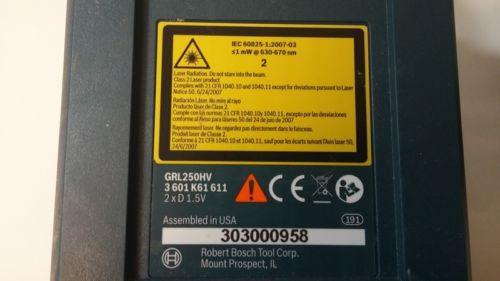 IEC 60825-1:2007-03
≤1 mW @ 630-670 nm
2
Laser Radiation. Do not stare into the beam.
Class 2 Laser product
Complies with 21 CFR 1040.10 and 1040.11 except for deviations pursuant to Laser
Notice 50, 6/24/2007
Radiación Láser. No mire al rayo
Producto láser de Clase 2.
Cumple con las normas 21 CFR 1040.10 y 1040.11, excepto por las desviaciones
conforme al Aviso para láseres 50 del 24 de junio de 2007
Rayonnement laser. Ne regardez pas directement dans le faisceau.
Produit laser de Classe 2.
Conforme à 21 CFR 1040.10 et 1040.11, sauf pour les écarts suivant l'Avis laser 50,
24/6/2007
GRL250HV
3 601 K61 611
2 x D 1.5V
CE
Assembled in USA
191
303000958
Robert Bosch Tool Corp.
Mount Prospect, IL